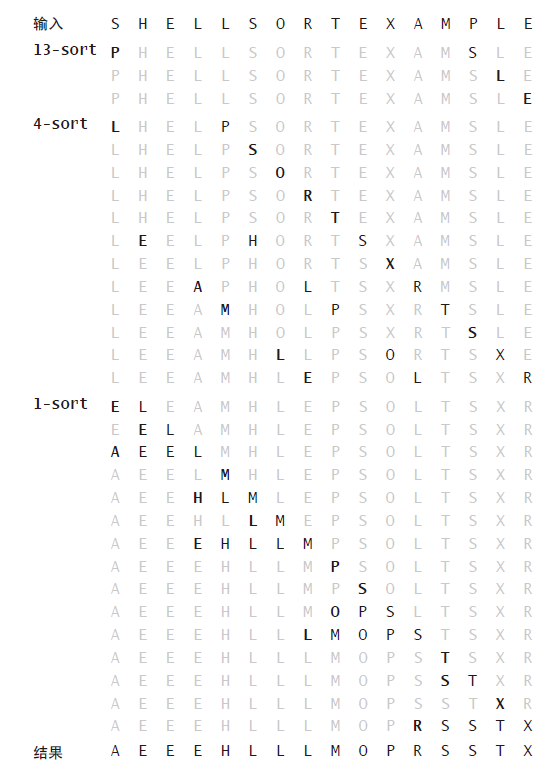 输入 S H E L L S O R T E X A M P L E
13-sort P H E L L S O R T E X A M S L E
P H E L L S O R T E X A M S L E
P H E L L S O R T E X A M S L E
4-sort L H E L P S O R T E X A M S L E
L H E L P S O R T E X A M S L E
L H E L P S O R T E X A M S L E
L H E L P S O R T E X A M S L E
L H E L P S O R T E X A M S L E
L E E L P H O R T S X A M S L E
L E E L P H O R T S X A M S L E
L E E A P H O L T S X R M S L E
L E E A M H O L P S X R T S L E
L E E A M H O L P S X R T S L E
L E E A M H L L P S O R T S X E
L E E A M H L E P S O L T S X R
1-sort E L E A M H L E P S O L T S X R
E E L A M H L E P S O L T S X R
A E E L M H L E P S O L T S X R
A E E L M H L E P S O L T S X R
A E E H L M L E P S O L T S X R
A E E H L L M E P S O L T S X R
A E E E H L L M P S O L T S X R
A E E E H L L M P S O L T S X R
A E E E H L L M P S O L T S X R
A E E E H L L M O P S L T S X R
A E E E H L L L M O P S T S X R
A E E E H L L L M O P S T S X R
A E E E H L L L M O P S S T X R
A E E E H L L L M O P S S T X R
A E E E H L L L M O P R S S T X
结果 A E E E H L L L M O P R S S T X